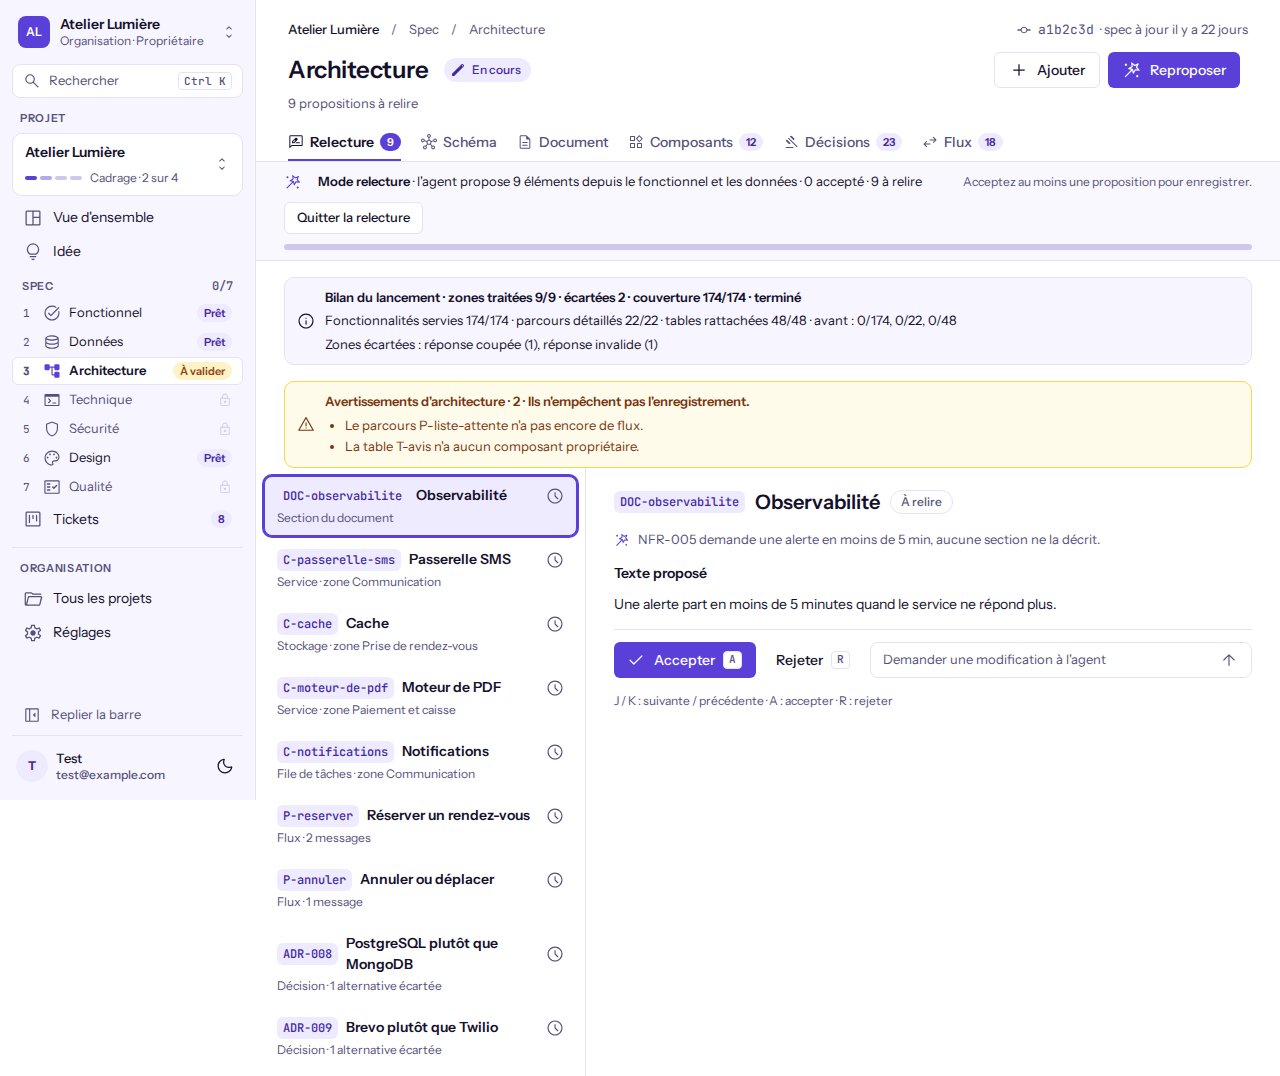 AL
Atelier Lumière
Organisation · Propriétaire
Rechercher Ctrl K
PROJET
Atelier Lumière
Cadrage · 2 sur 4
Vue d'ensemble
Idée
SPEC 0/7
1 Fonctionnel Prêt
2 Données Prêt
3 Architecture À valider
4 Technique
5 Sécurité
6 Design Prêt
7 Qualité
Tickets 8
ORGANISATION
Tous les projets
Réglages
Replier la barre
T
Test
test@example.com
Atelier Lumière / Spec / Architecture
a1b2c3d · spec à jour il y a 22 jours
Architecture En cours
Ajouter
Reproposer
9 propositions à relire
Relecture 9
Schéma
Document
Composants 12
Décisions 23
Flux 18
Mode relecture · l'agent propose 9 éléments depuis le fonctionnel et les données · 0 accepté · 9 à relire
Acceptez au moins une proposition pour enregistrer.
Quitter la relecture
Bilan du lancement · zones traitées 9/9 · écartées 2 · couverture 174/174 · terminé
Fonctionnalités servies 174/174 · parcours détaillés 22/22 · tables rattachées 48/48 · avant : 0/174, 0/22, 0/48
Zones écartées : réponse coupée (1), réponse invalide (1)
Avertissements d'architecture · 2 · Ils n'empêchent pas l'enregistrement.
• Le parcours P-liste-attente n'a pas encore de flux.
• La table T-avis n'a aucun composant propriétaire.
DOC-observabilite Observabilité
Section du document
C-passerelle-sms Passerelle SMS
Service · zone Communication
C-cache Cache
Stockage · zone Prise de rendez-vous
C-moteur-de-pdf Moteur de PDF
Service · zone Paiement et caisse
C-notifications Notifications
File de tâches · zone Communication
P-reserver Réserver un rendez-vous
Flux · 2 messages
P-annuler Annuler ou déplacer
Flux · 1 message
ADR-008 PostgreSQL plutôt que
MongoDB
Décision · 1 alternative écartée
ADR-009 Brevo plutôt que Twilio
Décision · 1 alternative écartée
DOC-observabilite Observabilité À relire
NFR-005 demande une alerte en moins de 5 min, aucune section ne la décrit.
Texte proposé
Une alerte part en moins de 5 minutes quand le service ne répond plus.
Accepter A
Rejeter R
Demander une modification à l'agent
J / K : suivante / précédente · A : accepter · R : rejeter